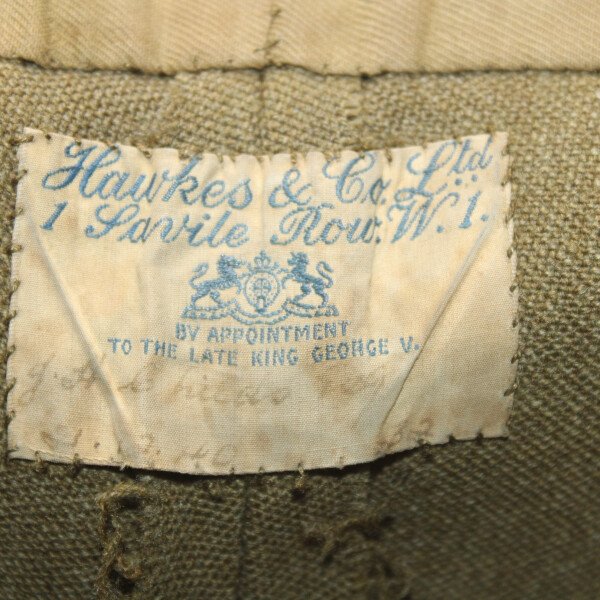 Hawkes & Co. Ltd
1 Savile Row. W. 1.
BY APPOINTMENT
TO THE LATE KING GEORGE V.